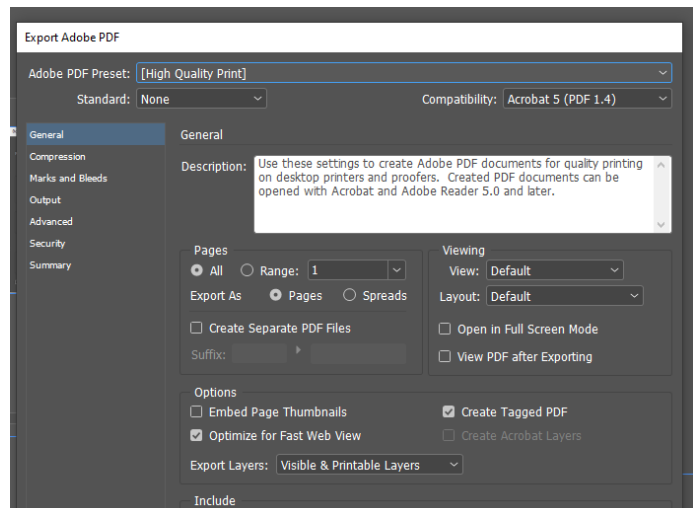 Export Adobe PDF
Adobe PDF Preset: [High Quality Print]
Standard: None Compatibility: Acrobat 5 (PDF 1.4)
General
Compression
Marks and Bleeds
Output
Advanced
Security
Summary
General
Description: Use these settings to create Adobe PDF documents for quality printing
on desktop printers and proofers. Created PDF documents can be
opened with Acrobat and Adobe Reader 5.0 and later.
Pages
All Range: 1
Export As Pages Spreads
Create Separate PDF Files
Suffix:
Viewing
View: Default
Layout: Default
Open in Full Screen Mode
View PDF after Exporting
Options
Embed Page Thumbnails Create Tagged PDF
Optimize for Fast Web View Create Acrobat Layers
Export Layers: Visible & Printable Layers
Include